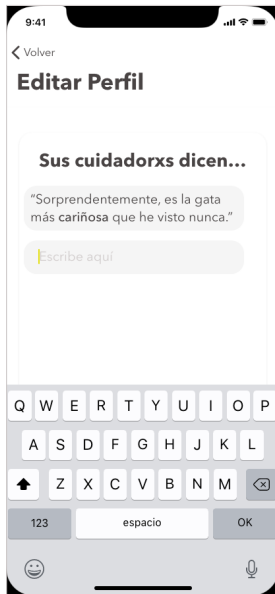 9:41
Volver
Editar Perfil
Sus cuidadorxs dicen...
“Sorprendentemente, es la gata
más cariñosa que he visto nunca.”
Escribe aquí
Q W E R T Y U I O P
A S D F G H J K L
Z X C V B N M
123 espacio OK